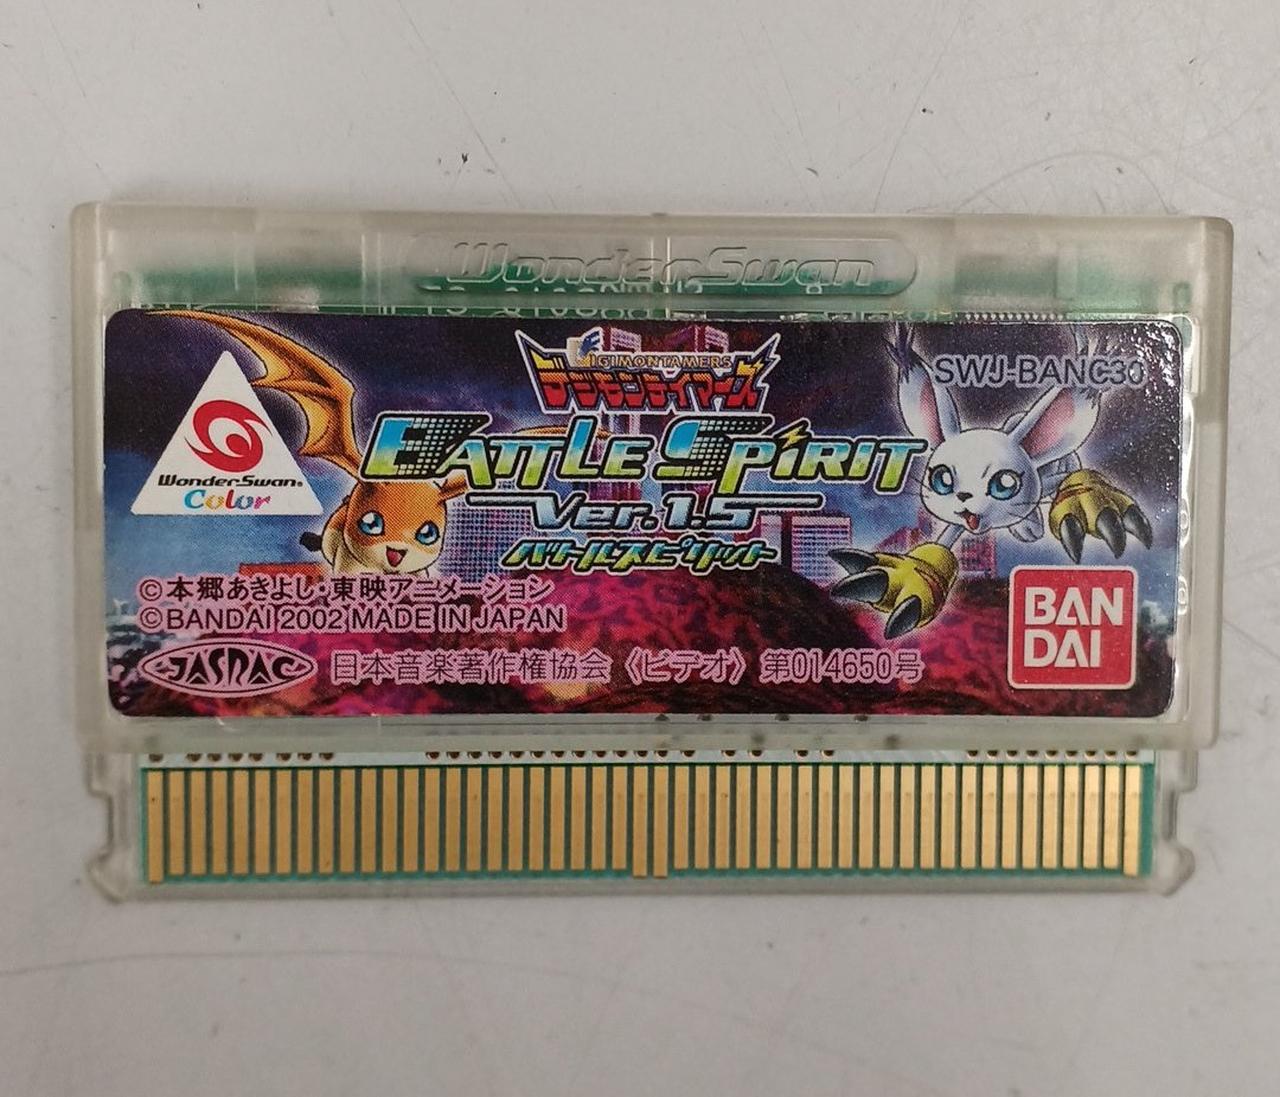 WonderSwan
DIGIMONTAMERS
デジモンテイマーズ
SWJ-BANC30
BATTLE SPIRIT
Ver.1.5
バトルスピリット
WonderSwan®
Color
©本郷あきよし・東映アニメーション
©BANDAI 2002 MADE IN JAPAN
JASRAC
日本音楽著作権協会〈ビデオ〉第014650号
BAN
DAI